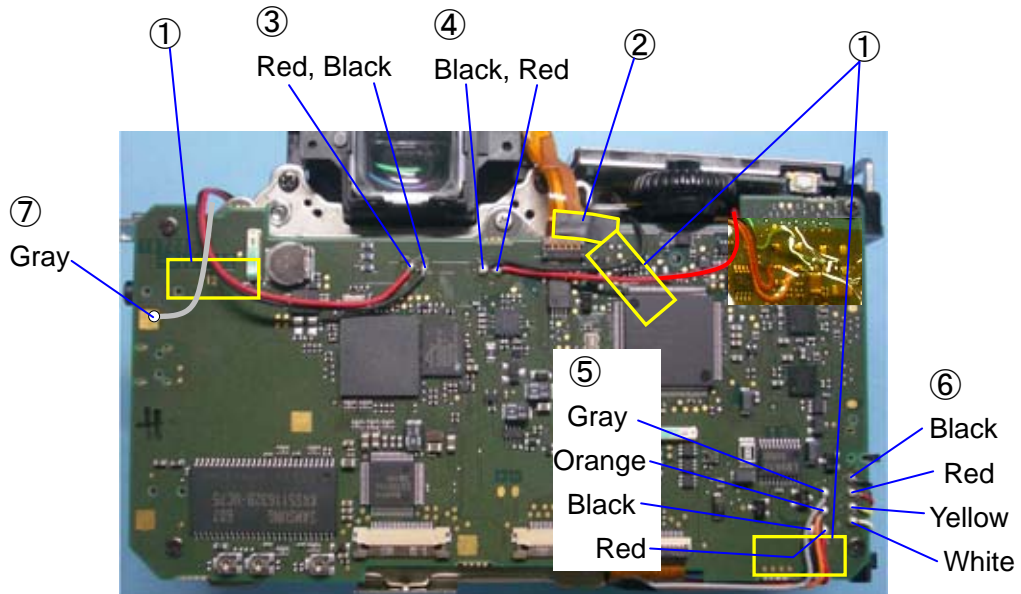 ① ③ ④ ② ①
Red, Black
Black, Red
⑦
Gray
⑤
Gray
Orange
Black
Red
⑥
Black
Red
Yellow
White
SAMSUNG